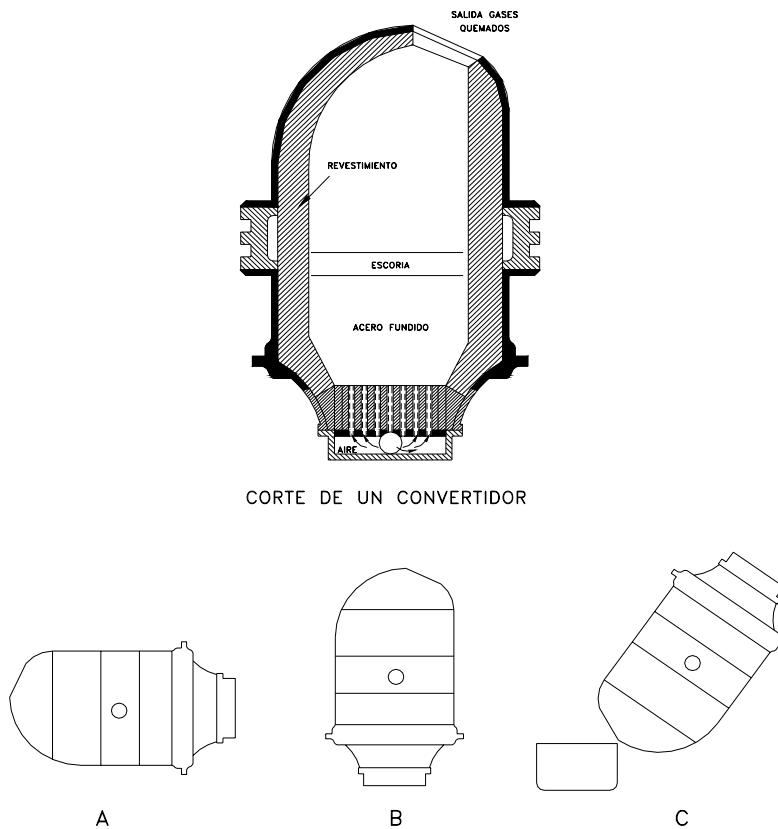 SALIDA GASES
QUEMADOS
REVESTIMIENTO
ESCORIA
ACERO FUNDIDO
AIRE
CORTE DE UN CONVERTIDOR
A
B
C